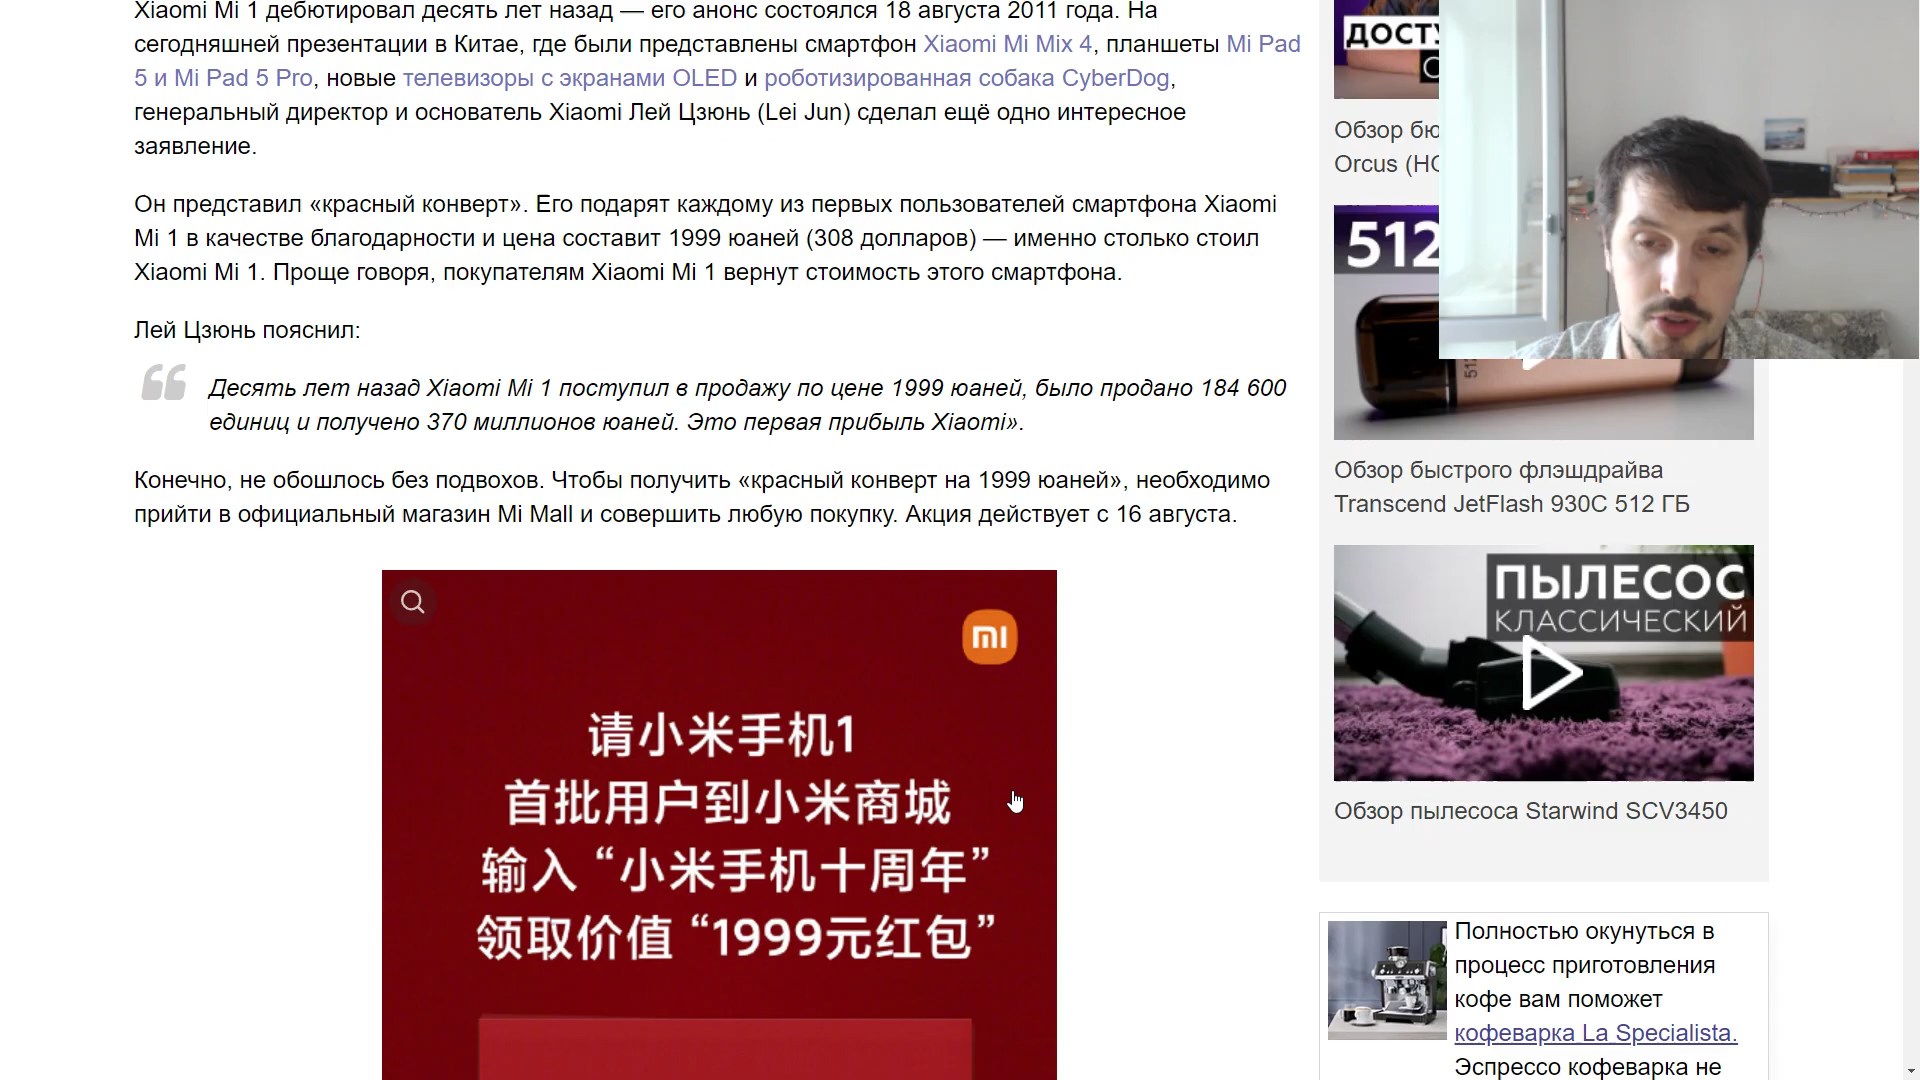 Xiaomi Mi 1 дебютировал десять лет назад — его анонс состоялся 18 августа 2011 года. На
сегодняшней презентации в Китае, где были представлены смартфон Xiaomi Mi Mix 4, планшеты Mi Pad
5 и Mi Pad 5 Pro, новые телевизоры с экранами OLED и роботизированная собака CyberDog,
генеральный директор и основатель Xiaomi Лей Цзюнь (Lei Jun) сделал ещё одно интересное
заявление.
Он представил «красный конверт». Его подарят каждому из первых пользователей смартфона Xiaomi
Mi 1 в качестве благодарности и цена составит 1999 юаней (308 долларов) — именно столько стоил
Xiaomi Mi 1. Проще говоря, покупателям Xiaomi Mi 1 вернут стоимость этого смартфона.
Лей Цзюнь пояснил:
Десять лет назад Xiaomi Mi 1 поступил в продажу по цене 1999 юаней, было продано 184 600
единиц и получено 370 миллионов юаней. Это первая прибыль Xiaomi».
Конечно, не обошлось без подвохов. Чтобы получить «красный конверт на 1999 юаней», необходимо
прийти в официальный магазин Mi Mall и совершить любую покупку. Акция действует с 16 августа.
mi
请小米手机1
首批用户到小米商城
输入“小米手机十周年”
领取价值“1999元红包”
Обзор
Orcus
512
512
Обзор быстрого флэшдрайва
Transcend JetFlash 930C 512 ГБ
ПЫЛЕСОС
КЛАССИЧЕСКИЙ
Обзор пылесоса Starwind SCV3450
Полностью окунуться в
процесс приготовления
кофе вам поможет
кофеварка La Specialista.
Эспрессо кофеварка не